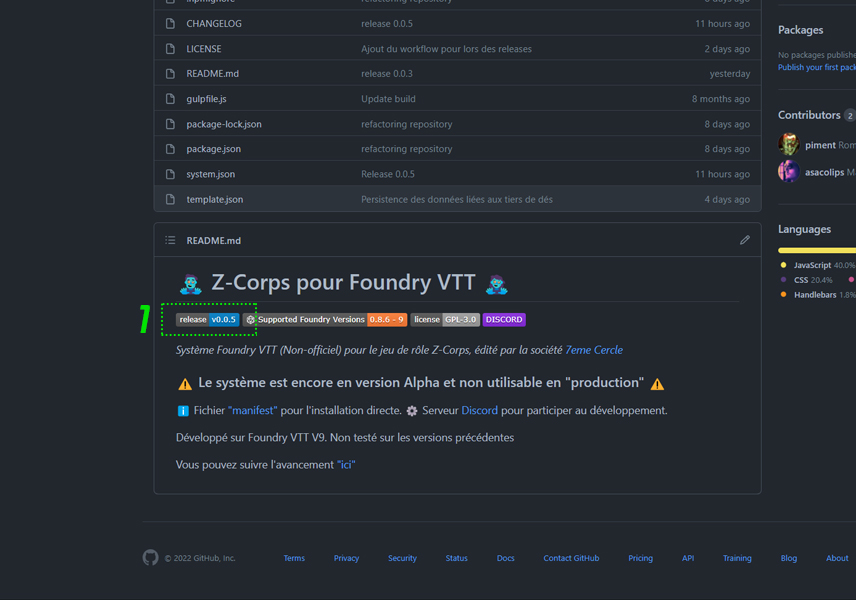 refactoring repository
CHANGELOG release 0.0.5 11 hours ago
LICENSE Ajout du workflow pour lors des releases 2 days ago
README.md release 0.0.3 yesterday
gulpfile.js Update build 8 months ago
package-lock.json refactoring repository 8 days ago
package.json refactoring repository 8 days ago
system.json Release 0.0.5 11 hours ago
template.json Persistence des données liées aux tiers de dés 4 days ago
README.md
Z-Corps pour Foundry VTT
1
release v0.0.5 Supported Foundry Versions 0.8.6 - 9 license GPL-3.0 DISCORD
Système Foundry VTT (Non-officiel) pour le jeu de rôle Z-Corps, édité par la société 7eme Cercle
Le système est encore en version Alpha et non utilisable en "production"
Fichier "manifest" pour l'installation directe. Serveur Discord pour participer au développement.
Développé sur Foundry VTT V9. Non testé sur les versions précédentes
Vous pouvez suivre l'avancement "ici"
Packages
No packages publishe
Publish your first pack
Contributors 2
piment Rom
asacolips M
Languages
JavaScript 40.0%
CSS 20.4%
Handlebars 1.8%
© 2022 GitHub, Inc. Terms Privacy Security Status Docs Contact GitHub Pricing API Training Blog About